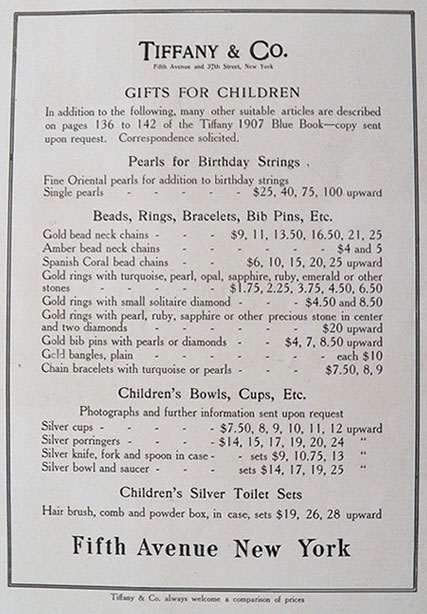 TIFFANY & CO.
Fifth Avenue and 37th Street, New York
GIFTS FOR CHILDREN
In addition to the following, many other suitable articles are described
on pages 136 to 142 of the Tiffany 1907 Blue Book—copy sent
upon request. Correspondence solicited.
Pearls for Birthday Strings
Fine Oriental pearls for addition to birthday strings
Single pearls - - - - - $25, 40, 75, 100 upward
Beads, Rings, Bracelets, Bib Pins, Etc.
Gold bead neck chains - - - $9, 11, 13.50, 16.50, 21, 25
Amber bead neck chains - - - - - $4 and 5
Spanish Coral bead chains - - $6, 10, 15, 20, 25 upward
Gold rings with turquoise, pearl, opal, sapphire, ruby, emerald or other
stones - - - - - $1.75, 2.25, 3.75, 4.50, 6.50
Gold rings with small solitaire diamond - - - $4.50 and 8.50
Gold rings with pearl, ruby, sapphire or other precious stone in center
and two diamonds - - - - - $20 upward
Gold bib pins with pearls or diamonds - - $4, 7, 8.50 upward
Gold bangles, plain - - - - - each $10
Chain bracelets with turquoise or pearls - - - $7.50, 8, 9
Children's Bowls, Cups, Etc.
Photographs and further information sent upon request
Silver cups - - - - - $7.50, 8, 9, 10, 11, 12 upward
Silver porringers - - - - - $14, 15, 17, 19, 20, 24 "
Silver knife, fork and spoon in case - - sets $9, 10.75, 13 "
Silver bowl and saucer - - - sets $14, 17, 19, 25 "
Children's Silver Toilet Sets
Hair brush, comb and powder box, in case, sets $19, 26, 28 upward
Fifth Avenue New York
Tiffany & Co. always welcome a comparison of prices